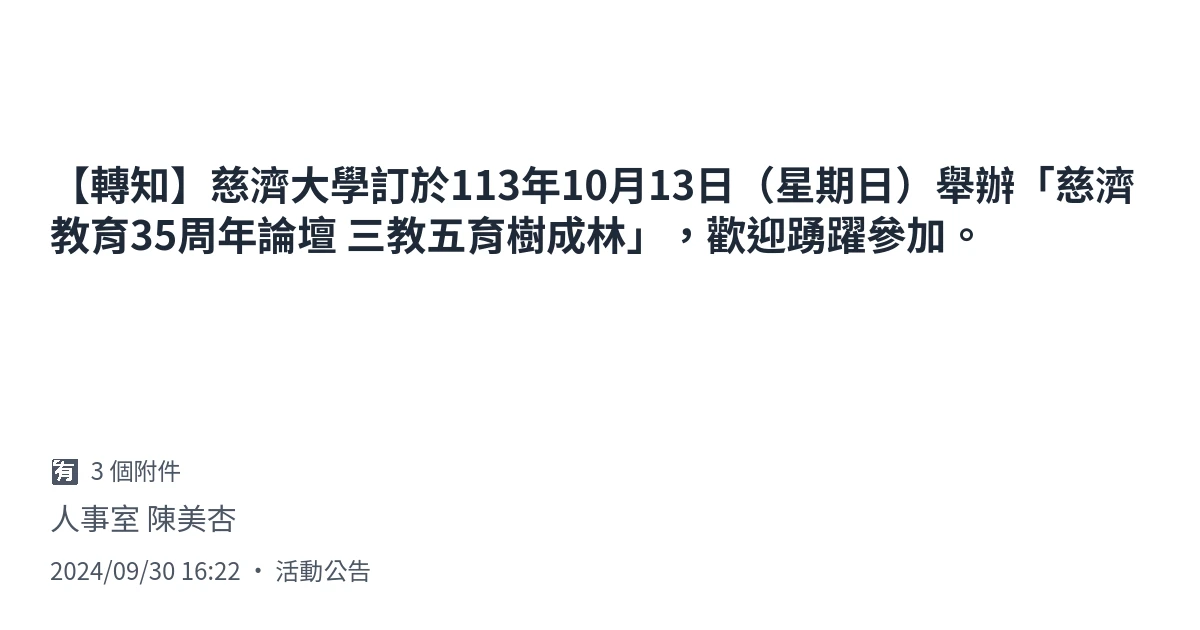 【轉知】慈濟大學訂於113年10月13日（星期日）舉辦「慈濟
教育35周年論壇 三教五育樹成林」，歡迎踴躍參加。
有 3 個附件
人事室 陳美杏
2024/09/30 16:22 • 活動公告